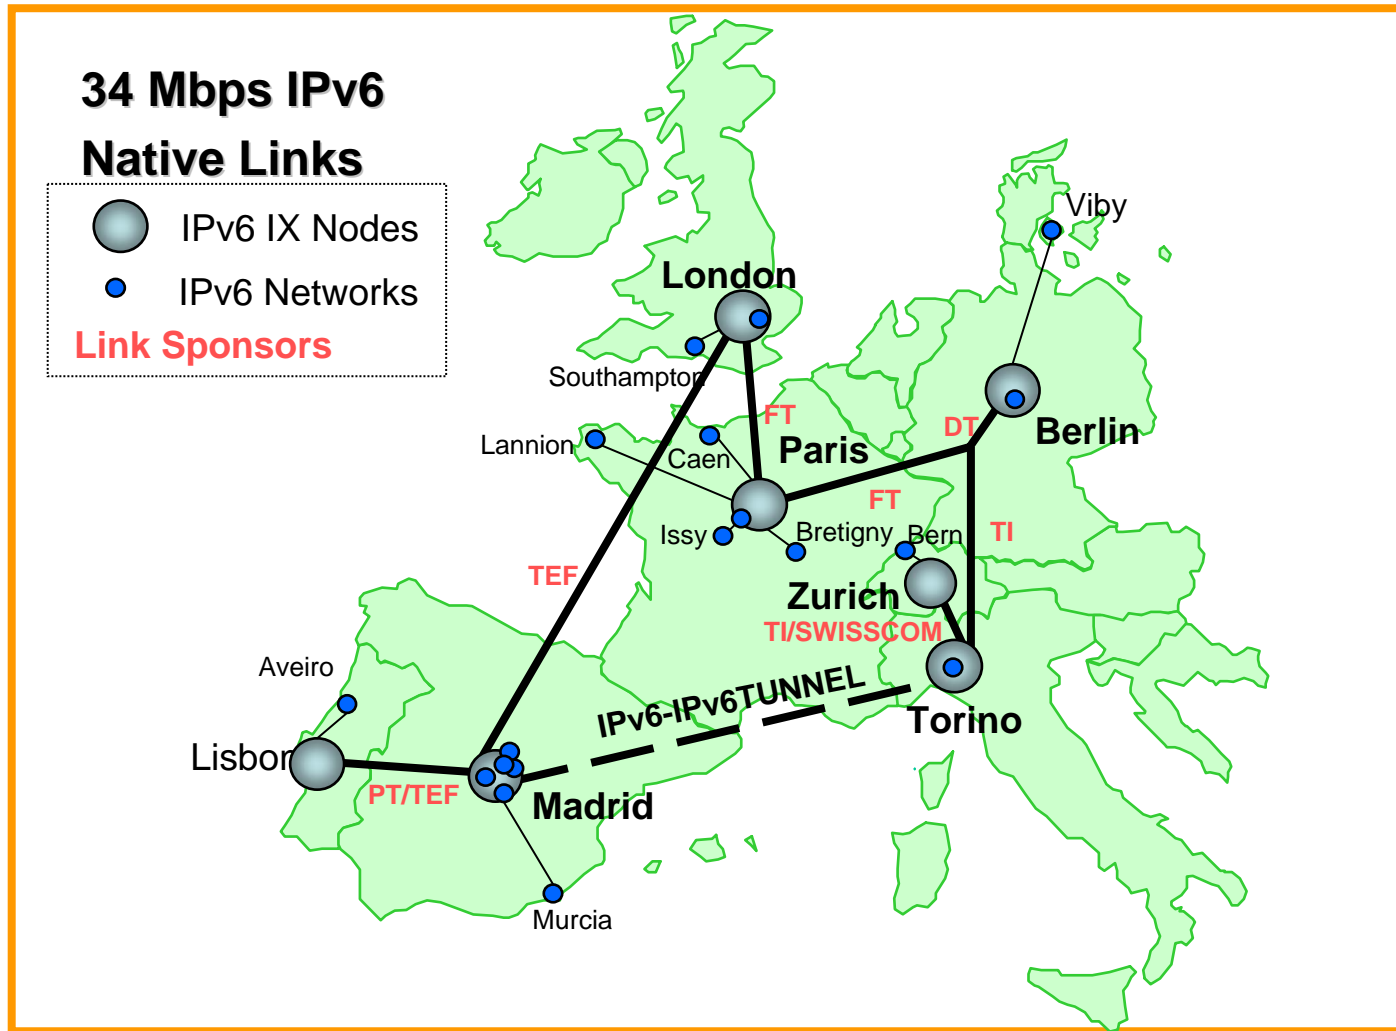 34 Mbps IPv6
Native Links
IPv6 IX Nodes
IPv6 Networks
Link Sponsors
Viby
London
Southampton
FT
Lannion
Caen
Paris
DT
Berlin
FT
Issy
Bretigny
Bern
TI
TEF
Zurich
TI/SWISSCOM
Aveiro
IPv6-IPv6TUNNEL
Torino
Lisbon
PT/TEF
Madrid
Murcia